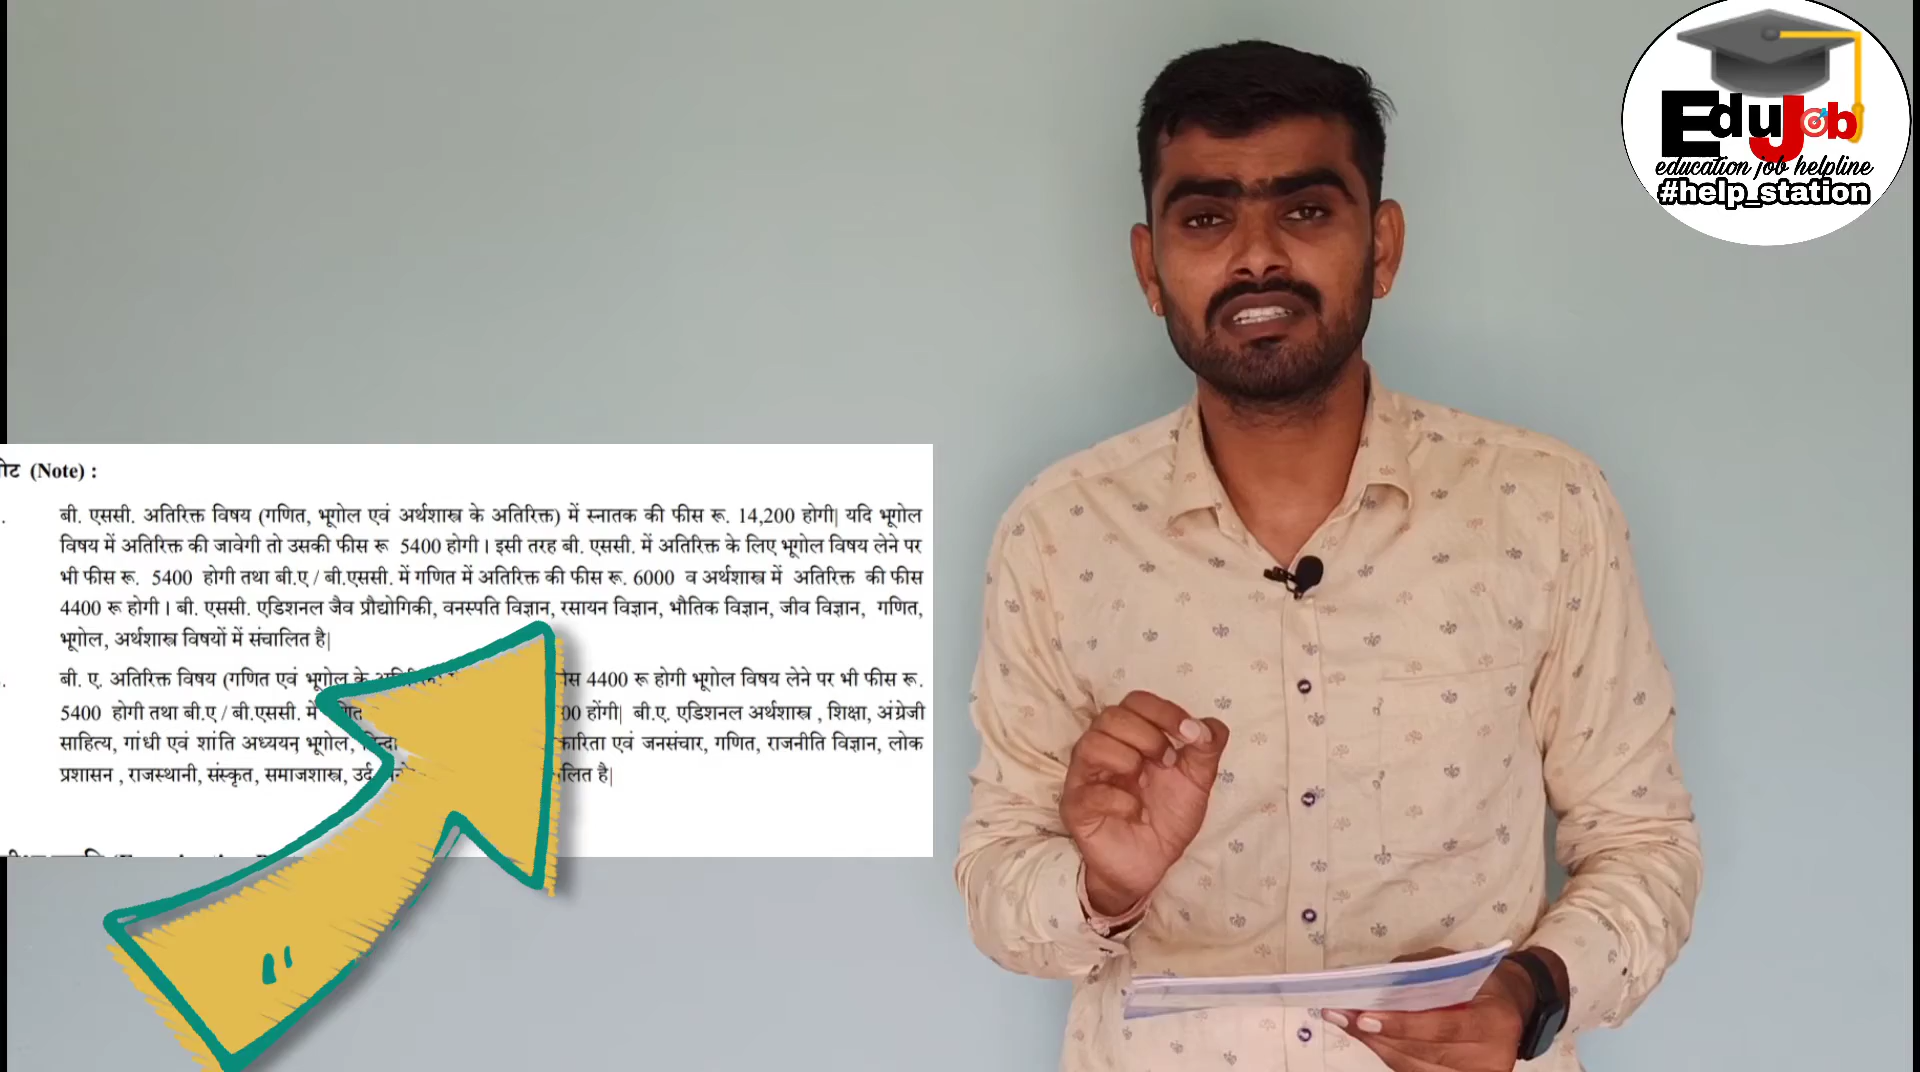 EduJob
education job helpline
#help_station
नोट (Note) :
बी. एससी. अतिरिक्त विषय (गणित, भूगोल एवं अर्थशास्त्र के अतिरिक्त) में स्नातक की फीस रू. 14,200 होगी| यदि भूगोल
विषय में अतिरिक्त की जावेगी तो उसकी फीस रू 5400 होगी। इसी तरह बी. एससी. में अतिरिक्त के लिए भूगोल विषय लेने पर
भी फीस रू. 5400 होगी तथा बी.ए / बी.एससी. में गणित में अतिरिक्त की फीस रू. 6000 व अर्थशास्त्र में अतिरिक्त की फीस
4400 रू होगी। बी. एससी. एडिशनल जैव प्रौद्योगिकी, वनस्पति विज्ञान, रसायन विज्ञान, भौतिक विज्ञान, जीव विज्ञान, गणित,
भूगोल, अर्थशास्त्र विषयों में संचालित है|
बी. ए. अतिरिक्त विषय (गणित एवं भूगोल के 4400 रू होगी भूगोल विषय लेने पर भी फीस रू.
5400 होगी तथा बी.ए / बी.एससी. में होंगी| बी.ए. एडिशनल अर्थशास्त्र , शिक्षा, अंग्रेजी
साहित्य, गांधी एवं शांति अध्ययन भूगोल, एवं जनसंचार, गणित, राजनीति विज्ञान, लोक
प्रशासन , राजस्थानी, संस्कृत, समाजशास्त्र, है|